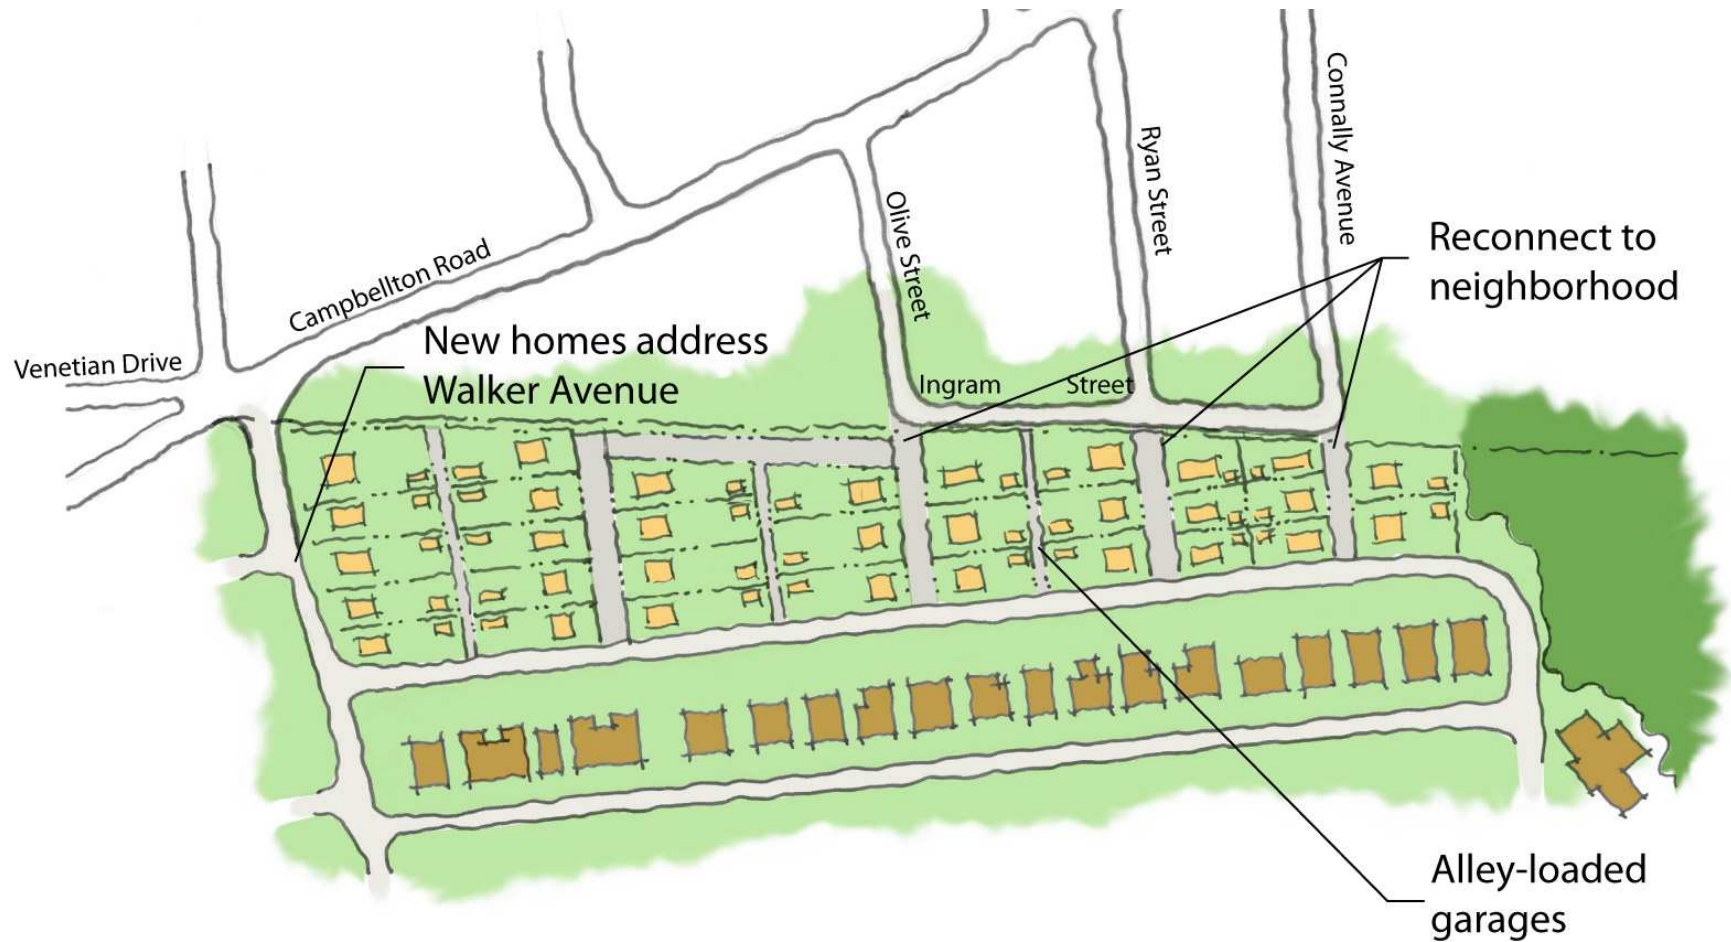 Connally Avenue
Ryan Street
Olive Street
Reconnect to
neighborhood
Campbellton Road
New homes address
Walker Avenue
Venetian Drive
Ingram Street
Alley-loaded
garages